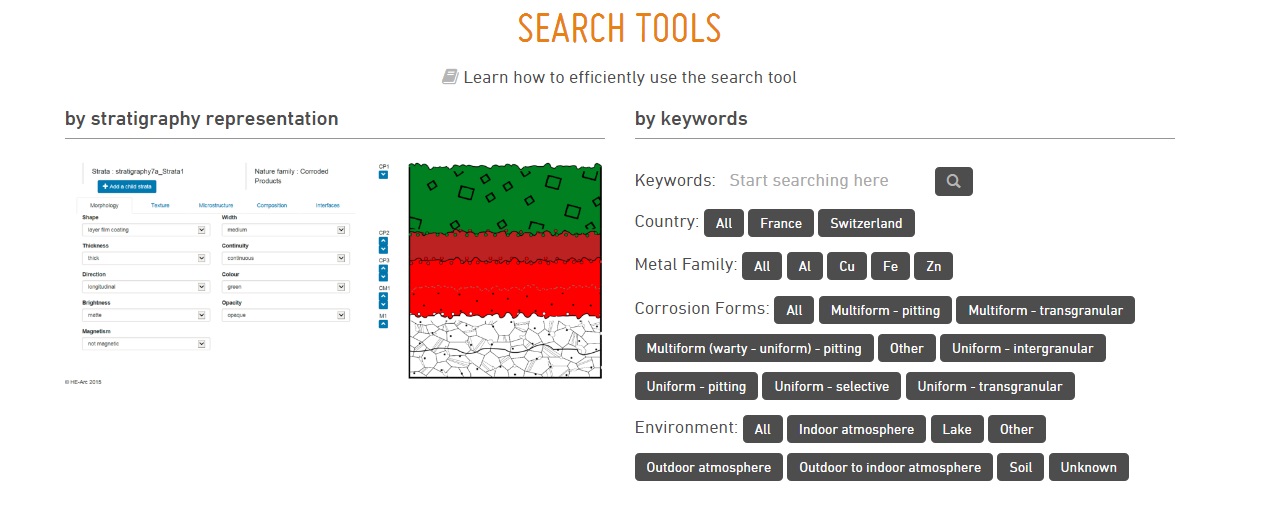 SEARCH TOOLS
Learn how to efficiently use the search tool
by stratigraphy representation
Strata : stratigraphy7a_Strata1
Nature family : Corroded
Products
Add a child strata
Morphology Texture Microstructure Composition Interfaces
Shape Width
layer film coating medium
Thickness Continuity
thick continuous
Direction Colour
longitudinal green
Brightness Opacity
matte opaque
Magnetism
not magnetic
CP1
CP2
CP3
CM1
M1
© HE-Arc 2015
by keywords
Keywords: Start searching here
Country: All France Switzerland
Metal Family: All Al Cu Fe Zn
Corrosion Forms: All Multiform - pitting Multiform - transgranular
Multiform (warty - uniform) - pitting Other Uniform - intergranular
Uniform - pitting Uniform - selective Uniform - transgranular
Environment: All Indoor atmosphere Lake Other
Outdoor atmosphere Outdoor to indoor atmosphere Soil Unknown